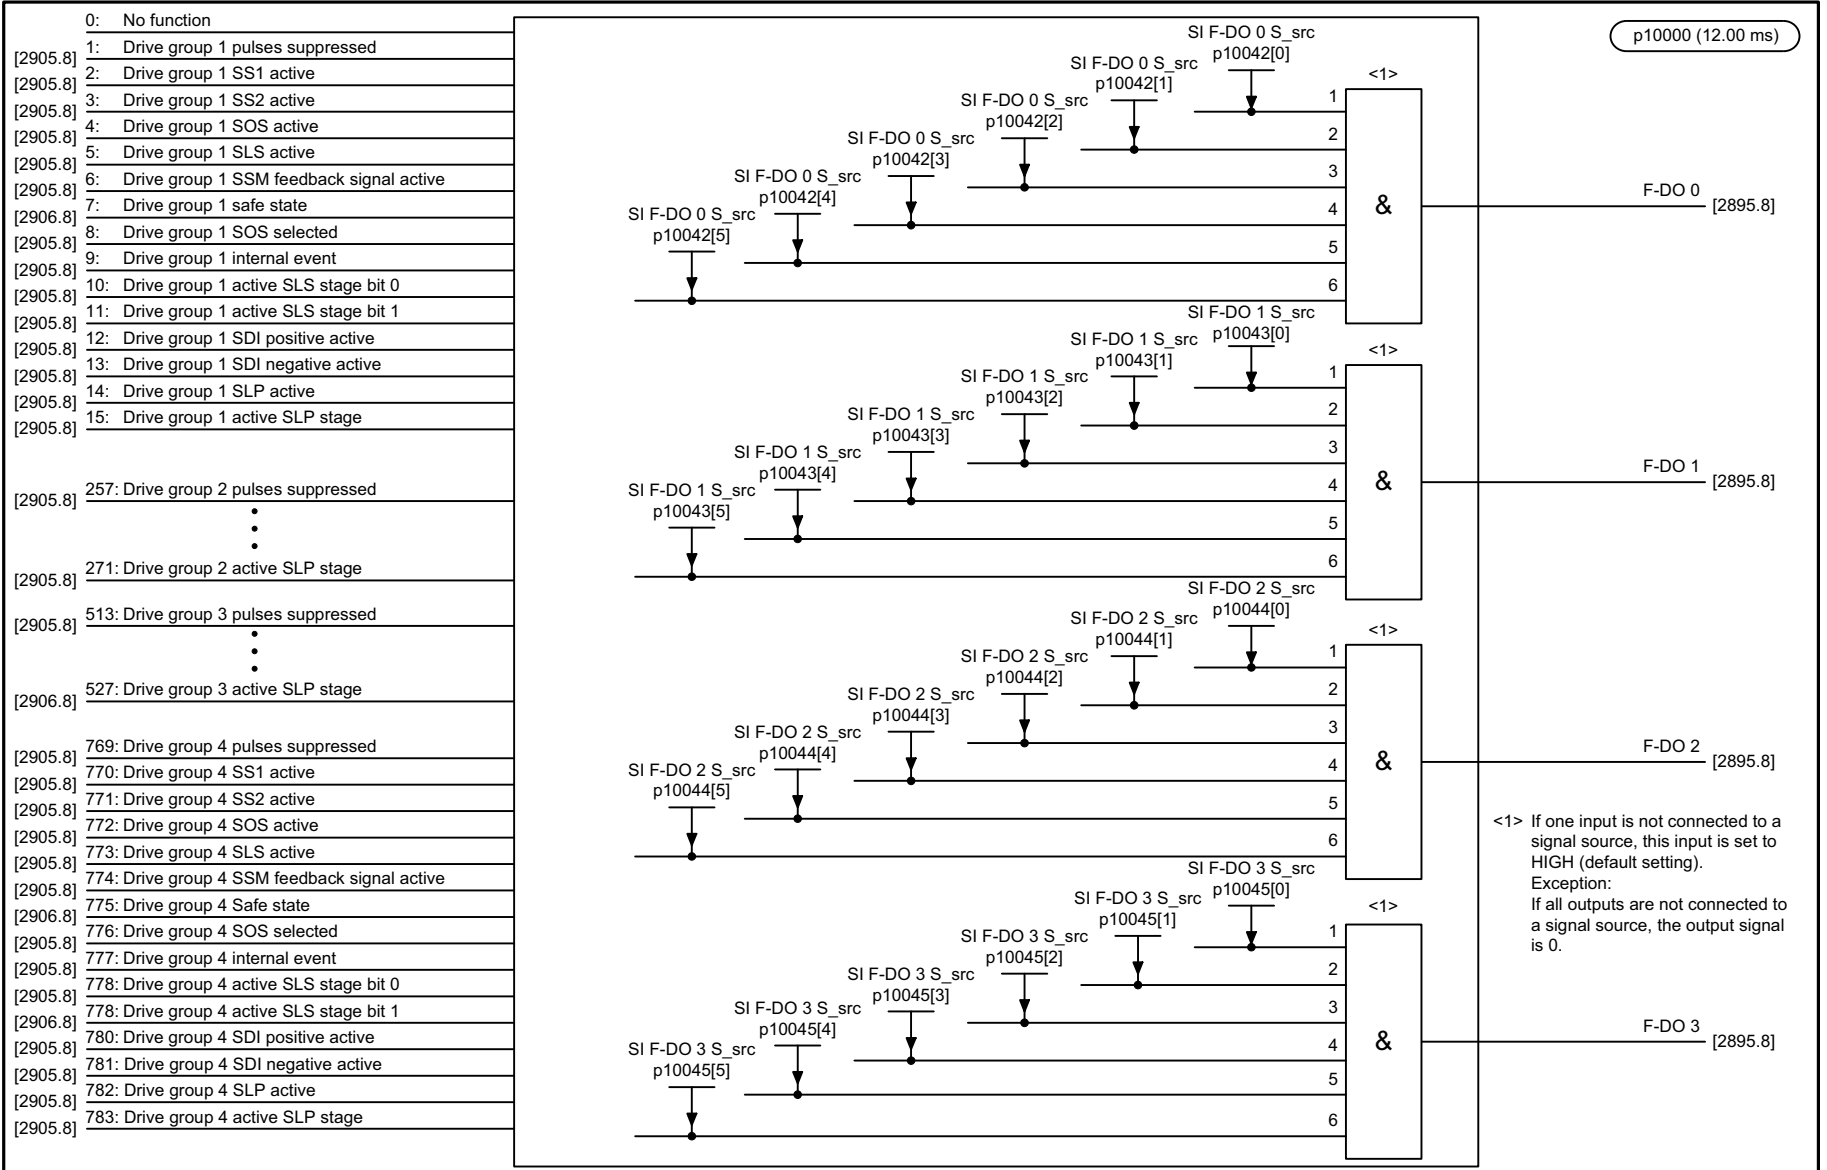 0: No function
[2905.8] 1: Drive group 1 pulses suppressed
[2905.8] 2: Drive group 1 SS1 active
[2905.8] 3: Drive group 1 SS2 active
[2905.8] 4: Drive group 1 SOS active
[2905.8] 5: Drive group 1 SLS active
[2905.8] 6: Drive group 1 SSM feedback signal active
[2906.8] 7: Drive group 1 safe state
[2905.8] 8: Drive group 1 SOS selected
[2905.8] 9: Drive group 1 internal event
[2905.8] 10: Drive group 1 active SLS stage bit 0
[2905.8] 11: Drive group 1 active SLS stage bit 1
[2905.8] 12: Drive group 1 SDI positive active
[2905.8] 13: Drive group 1 SDI negative active
[2905.8] 14: Drive group 1 SLP active
[2905.8] 15: Drive group 1 active SLP stage
[2905.8] 257: Drive group 2 pulses suppressed
[2905.8] 271: Drive group 2 active SLP stage
[2905.8] 513: Drive group 3 pulses suppressed
[2906.8] 527: Drive group 3 active SLP stage
[2905.8] 769: Drive group 4 pulses suppressed
[2905.8] 770: Drive group 4 SS1 active
[2905.8] 771: Drive group 4 SS2 active
[2905.8] 772: Drive group 4 SOS active
[2905.8] 773: Drive group 4 SLS active
[2905.8] 774: Drive group 4 SSM feedback signal active
[2906.8] 775: Drive group 4 Safe state
[2905.8] 776: Drive group 4 SOS selected
[2905.8] 777: Drive group 4 internal event
[2905.8] 778: Drive group 4 active SLS stage bit 0
[2906.8] 778: Drive group 4 active SLS stage bit 1
[2905.8] 780: Drive group 4 SDI positive active
[2905.8] 781: Drive group 4 SDI negative active
[2905.8] 782: Drive group 4 SLP active
[2905.8] 783: Drive group 4 active SLP stage
p10000 (12.00 ms)
SI F-DO 0 S_src
p10042[0]
SI F-DO 0 S_src
p10042[1]
SI F-DO 0 S_src
p10042[2]
SI F-DO 0 S_src
p10042[3]
SI F-DO 0 S_src
p10042[4]
SI F-DO 0 S_src
p10042[5]
<1>
1
2
3
4
5
6
&
F-DO 0
[2895.8]
SI F-DO 1 S_src
p10043[0]
SI F-DO 1 S_src
p10043[1]
SI F-DO 1 S_src
p10043[2]
SI F-DO 1 S_src
p10043[3]
SI F-DO 1 S_src
p10043[4]
SI F-DO 1 S_src
p10043[5]
<1>
1
2
3
4
5
6
&
F-DO 1
[2895.8]
SI F-DO 2 S_src
p10044[0]
SI F-DO 2 S_src
p10044[1]
SI F-DO 2 S_src
p10044[2]
SI F-DO 2 S_src
p10044[3]
SI F-DO 2 S_src
p10044[4]
SI F-DO 2 S_src
p10044[5]
<1>
1
2
3
4
5
6
&
F-DO 2
[2895.8]
SI F-DO 3 S_src
p10045[0]
SI F-DO 3 S_src
p10045[1]
SI F-DO 3 S_src
p10045[2]
SI F-DO 3 S_src
p10045[3]
SI F-DO 3 S_src
p10045[4]
SI F-DO 3 S_src
p10045[5]
<1>
1
2
3
4
5
6
&
F-DO 3
[2895.8]
<1> If one input is not connected to a
signal source, this input is set to
HIGH (default setting).
Exception:
If all outputs are not connected to
a signal source, the output signal
is 0.